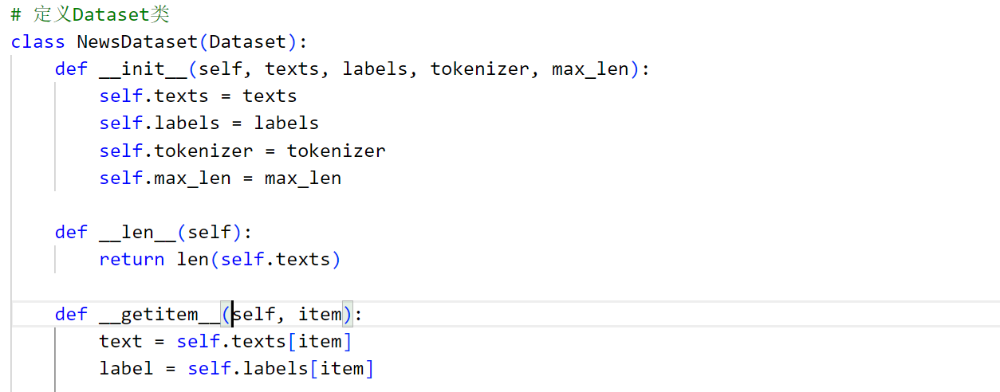 # 定义Dataset类
class NewsDataset(Dataset):
    def __init__(self, texts, labels, tokenizer, max_len):
        self.texts = texts
        self.labels = labels
        self.tokenizer = tokenizer
        self.max_len = max_len
    def __len__(self):
        return len(self.texts)
    def __getitem__(self, item):
        text = self.texts[item]
        label = self.labels[item]